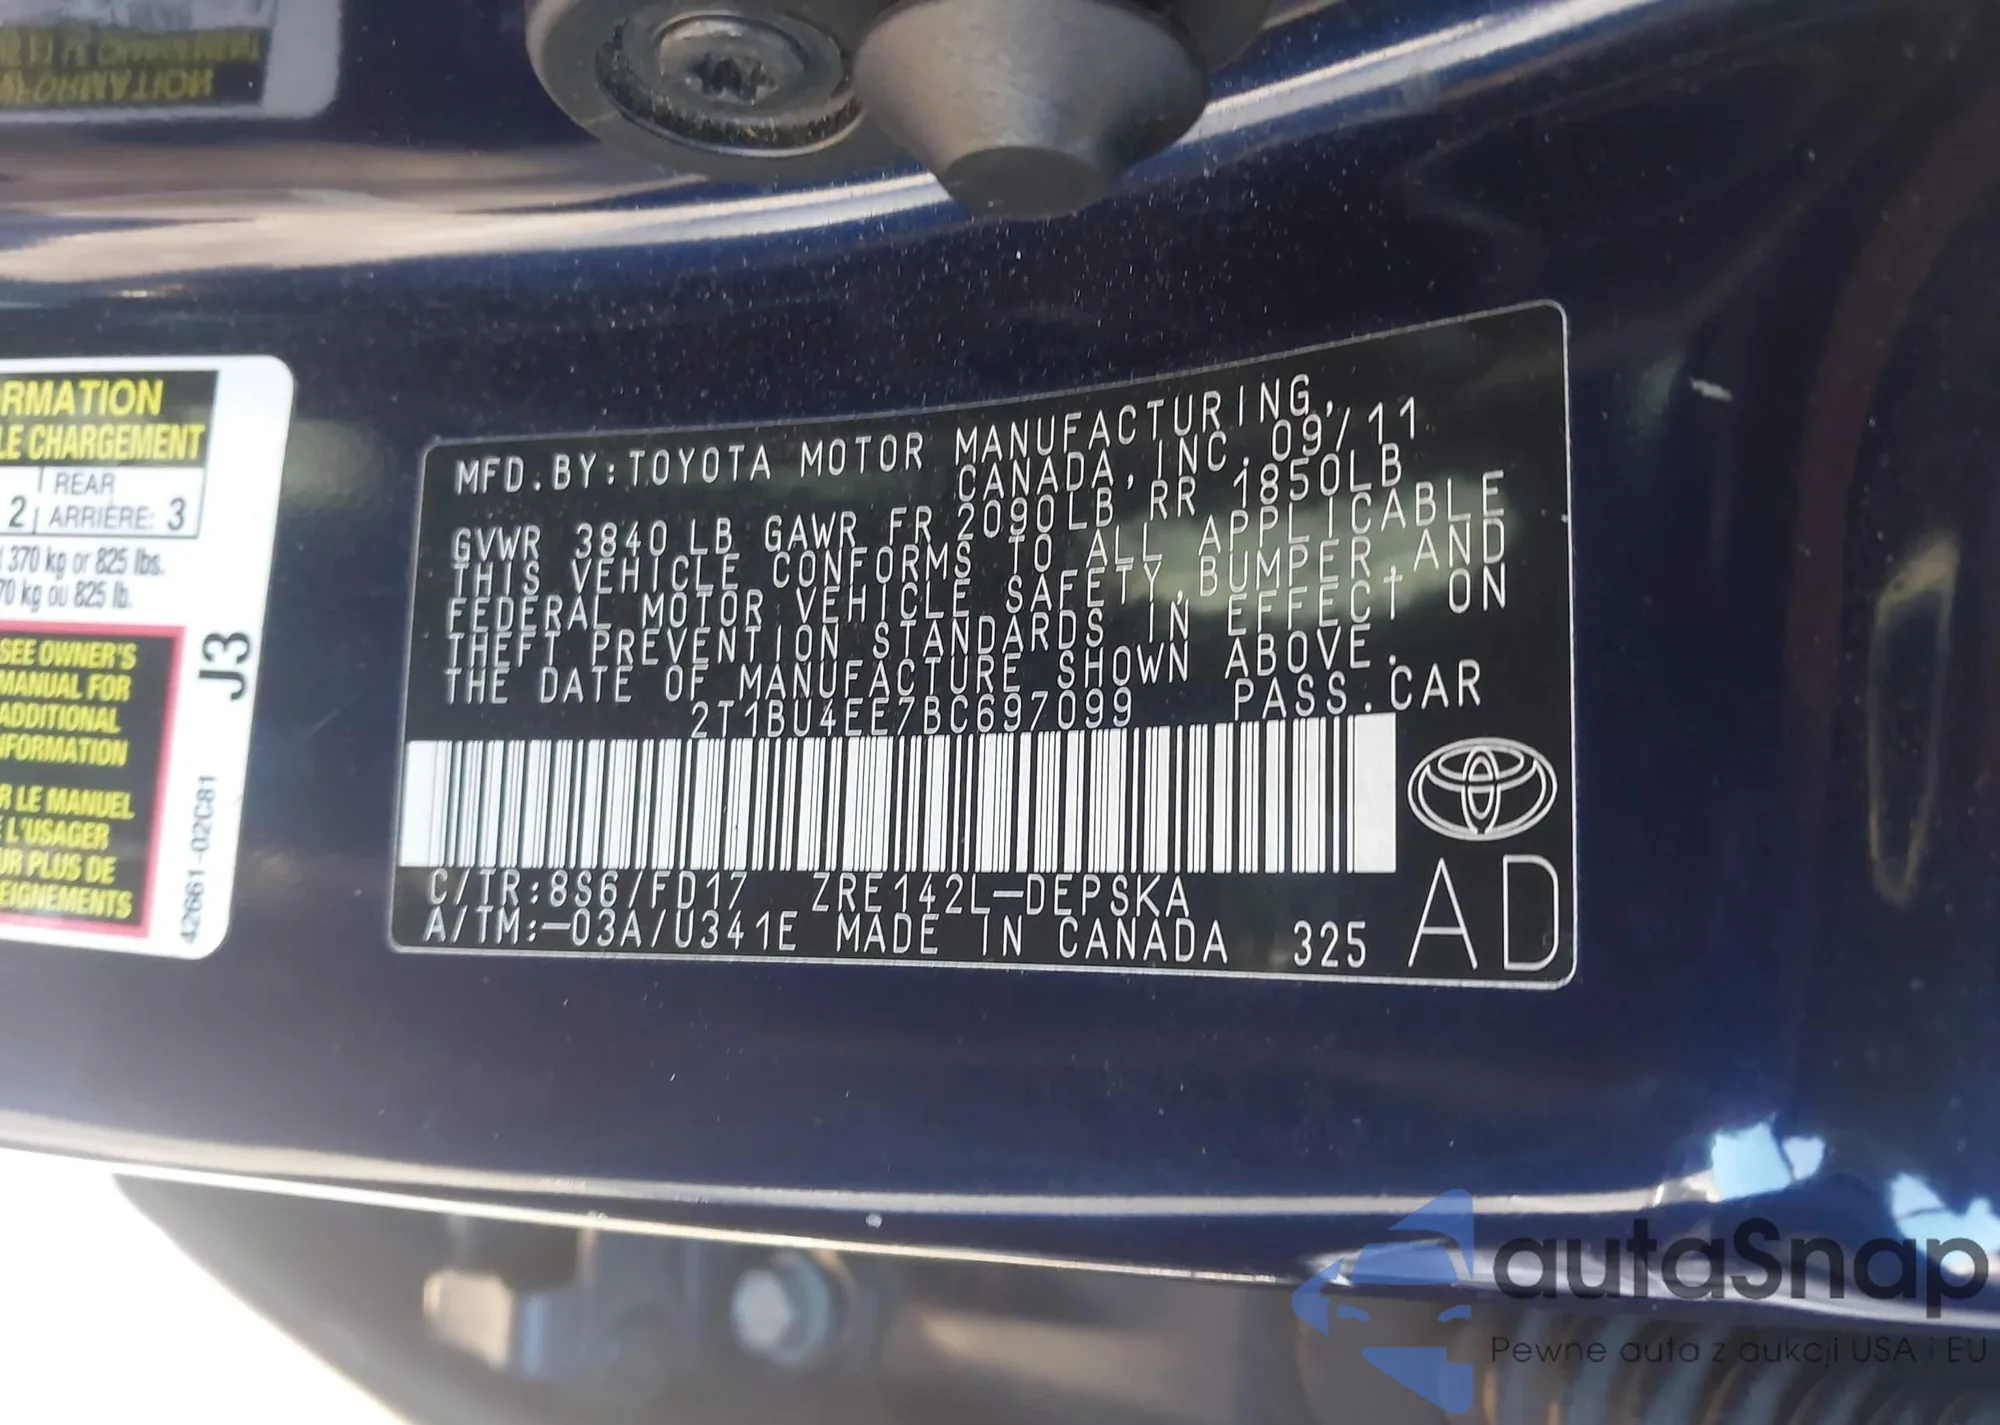 RMATION
LE CHARGEMENT
2 REAR
ARRIÈRE: 3
370 kg or 825 lbs.
70 kg ou 825 lb.
SEE OWNER'S
MANUAL FOR
ADDITIONAL
NFORMATION
R LE MANUEL
L'USAGER
UR PLUS DE
EIGNEMENTS
J3
42661-02C81
MFD.BY:TOYOTA MOTOR MANUFACTURING,
CANADA,INC.09/11
GVWR 3840 LB GAWR FR 2090LB RR 1850LB
THIS VEHICLE CONFORMS TO ALL APPLICABLE
FEDERAL MOTOR VEHICLE SAFETY,BUMPER,AND
THEFT PREVENTION STANDARDS IN EFFECT ON
THE DATE OF MANUFACTURE SHOWN ABOVE.
2T1BU4EE7BC697099 PASS.CAR
C/TR:8S6/FD17 ZRE142L-DEPSKA
A/TM:-03A/U341E MADE IN CANADA 325 AD
autaSnap
Pewne auta z aukcji USA i EU